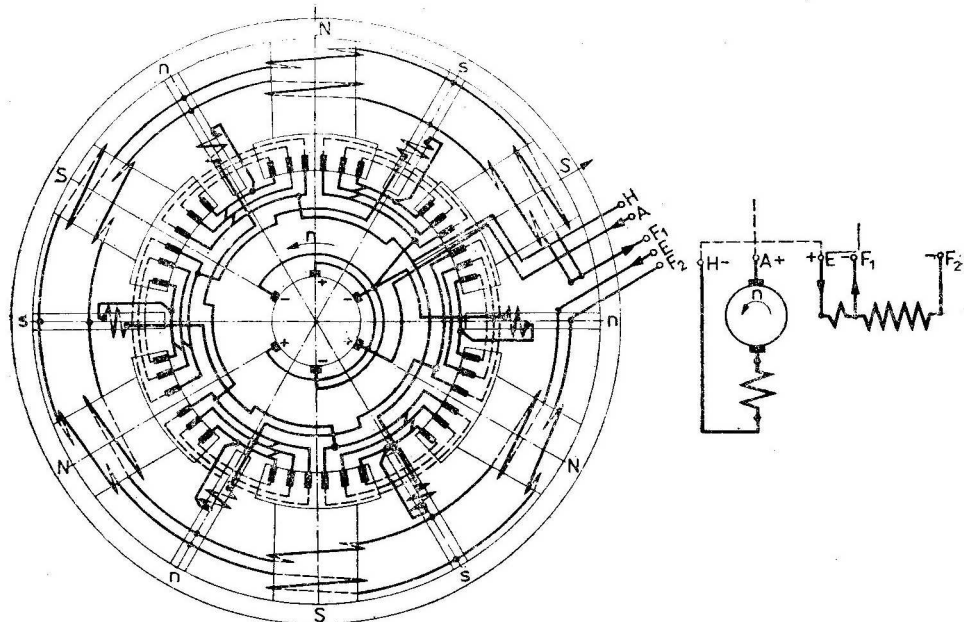 N
n
s
S
S
H
A
F₁
E
F₂
n
- + -
+ - +
s
n
N
N
n
s
S
H-
A+
+E-
F₁
-F₂
n